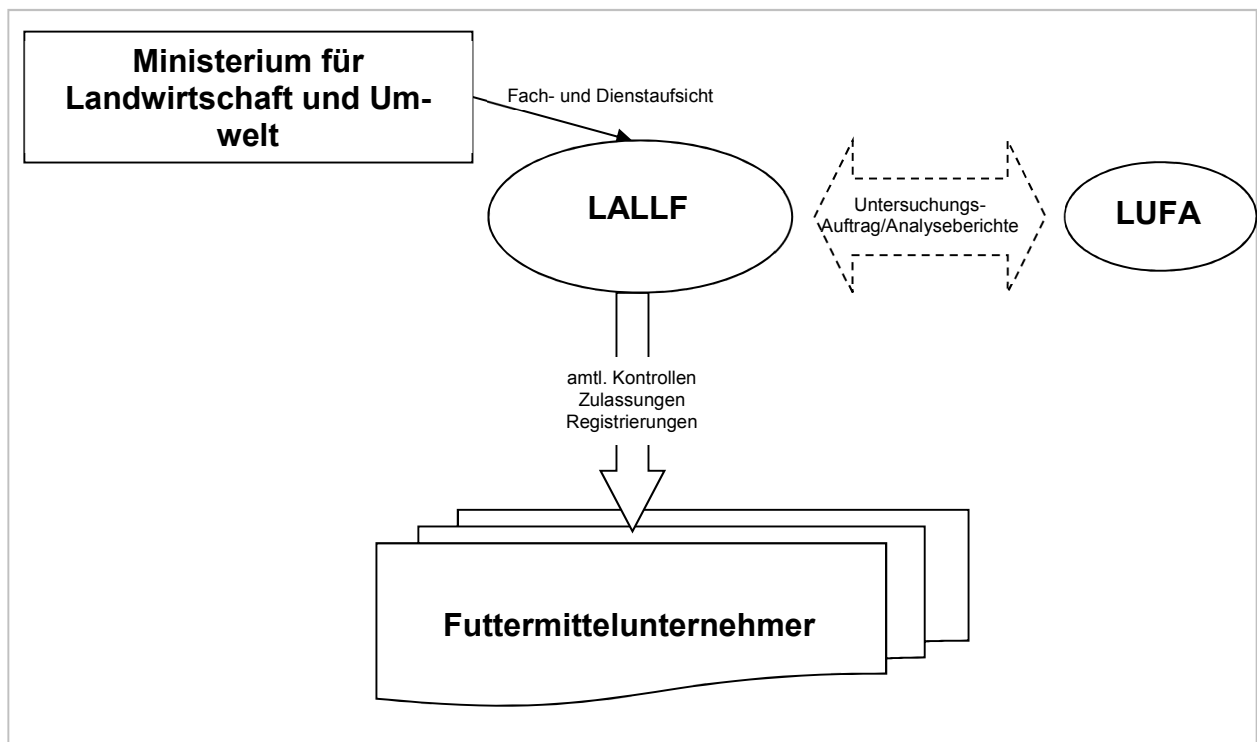 Ministerium für
Landwirtschaft und Um-
welt
Fach- und Dienstaufsicht
LALLF
Untersuchungs-
Auftrag/Analyseberichte
LUFA
amtl. Kontrollen
Zulassungen
Registrierungen
Futtermittelunternehmer